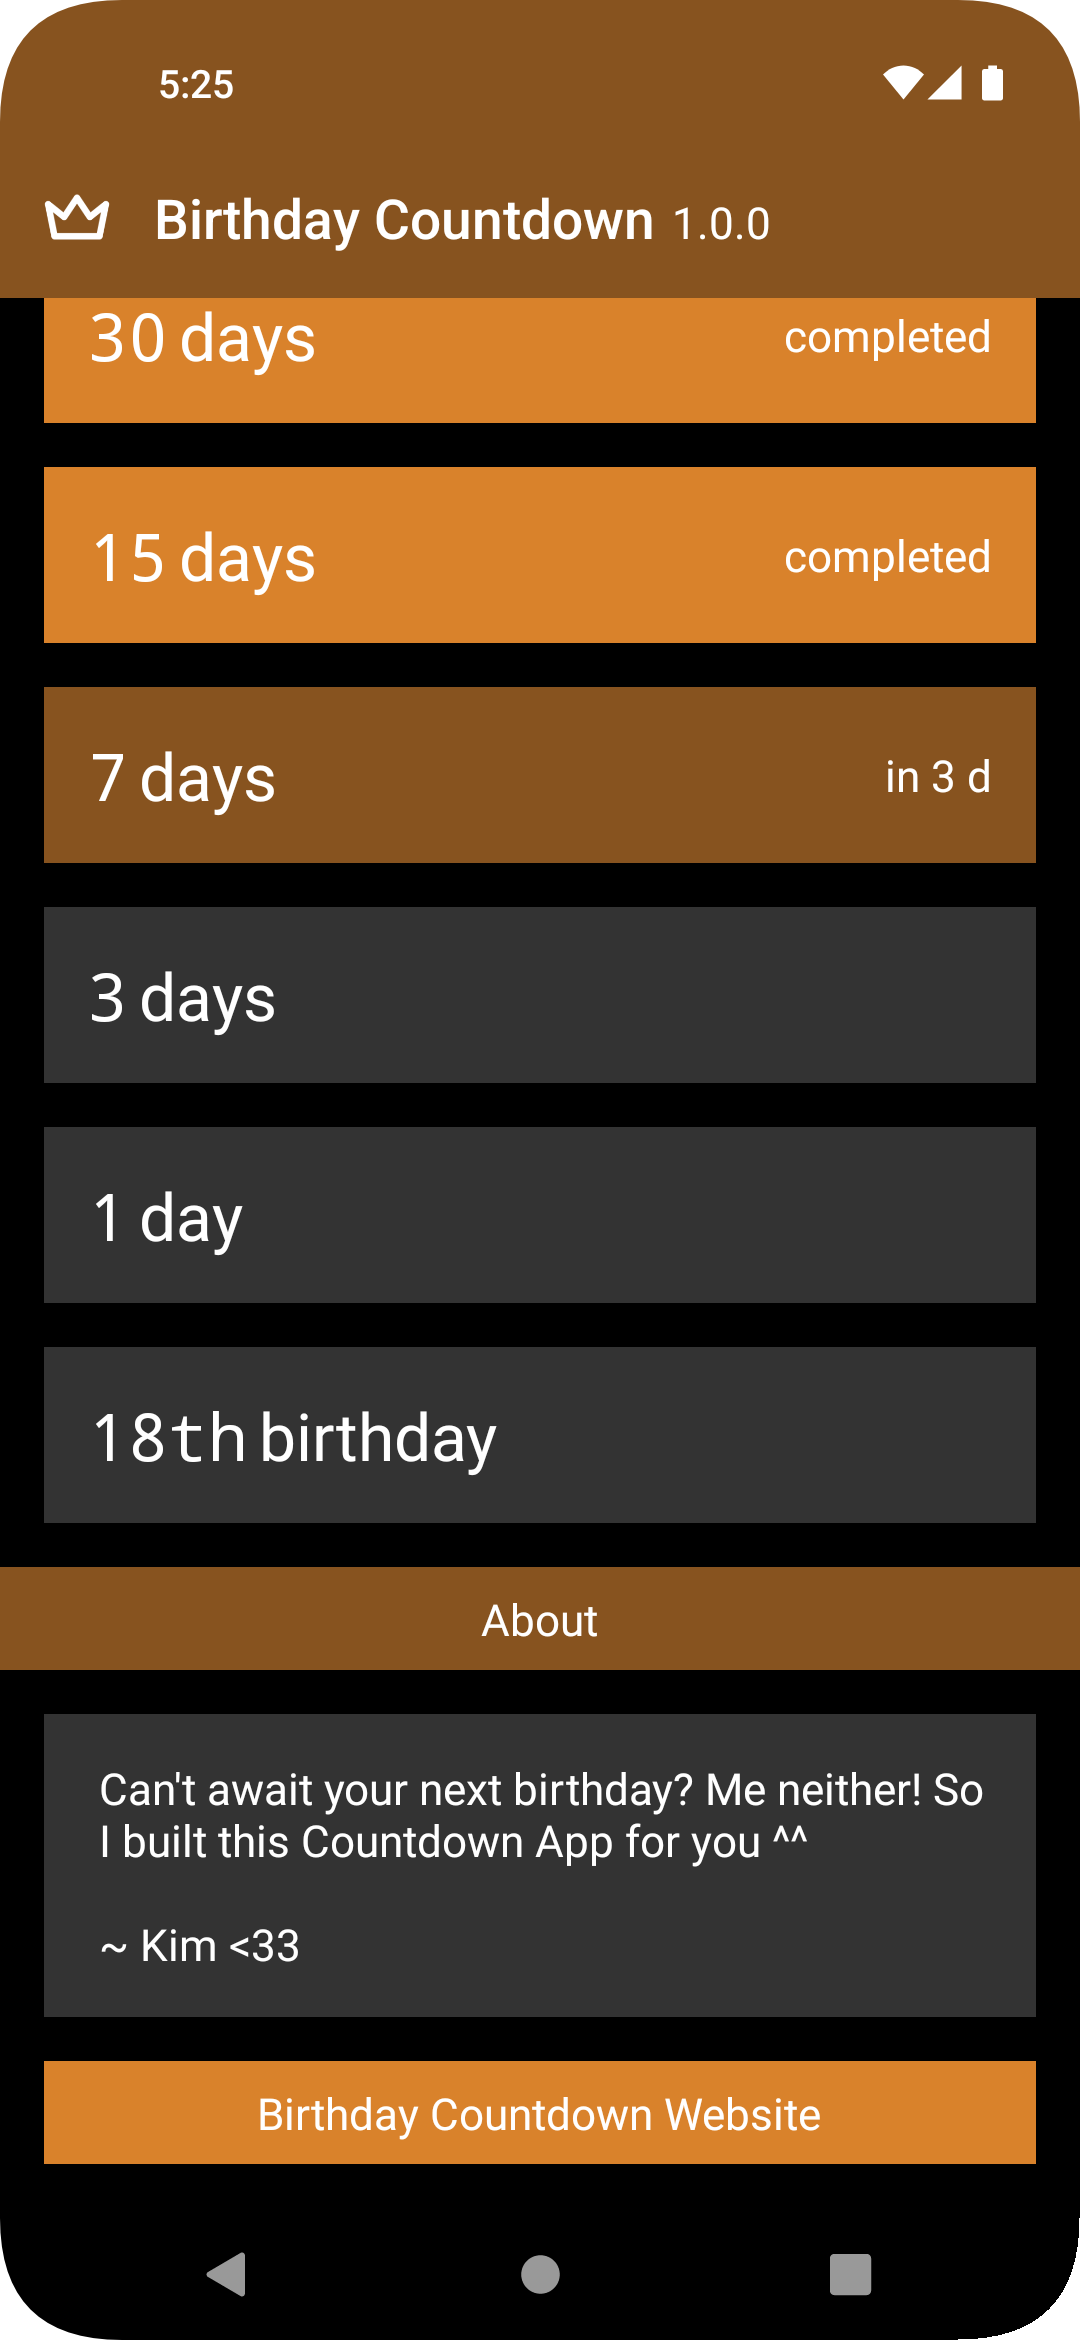 5:25
Birthday Countdown 1.0.0
30 days completed
15 days completed
7 days in 3 d
3 days
1 day
18th birthday
About
Can't await your next birthday? Me neither! So
I built this Countdown App for you ^^
~ Kim <33
Birthday Countdown Website